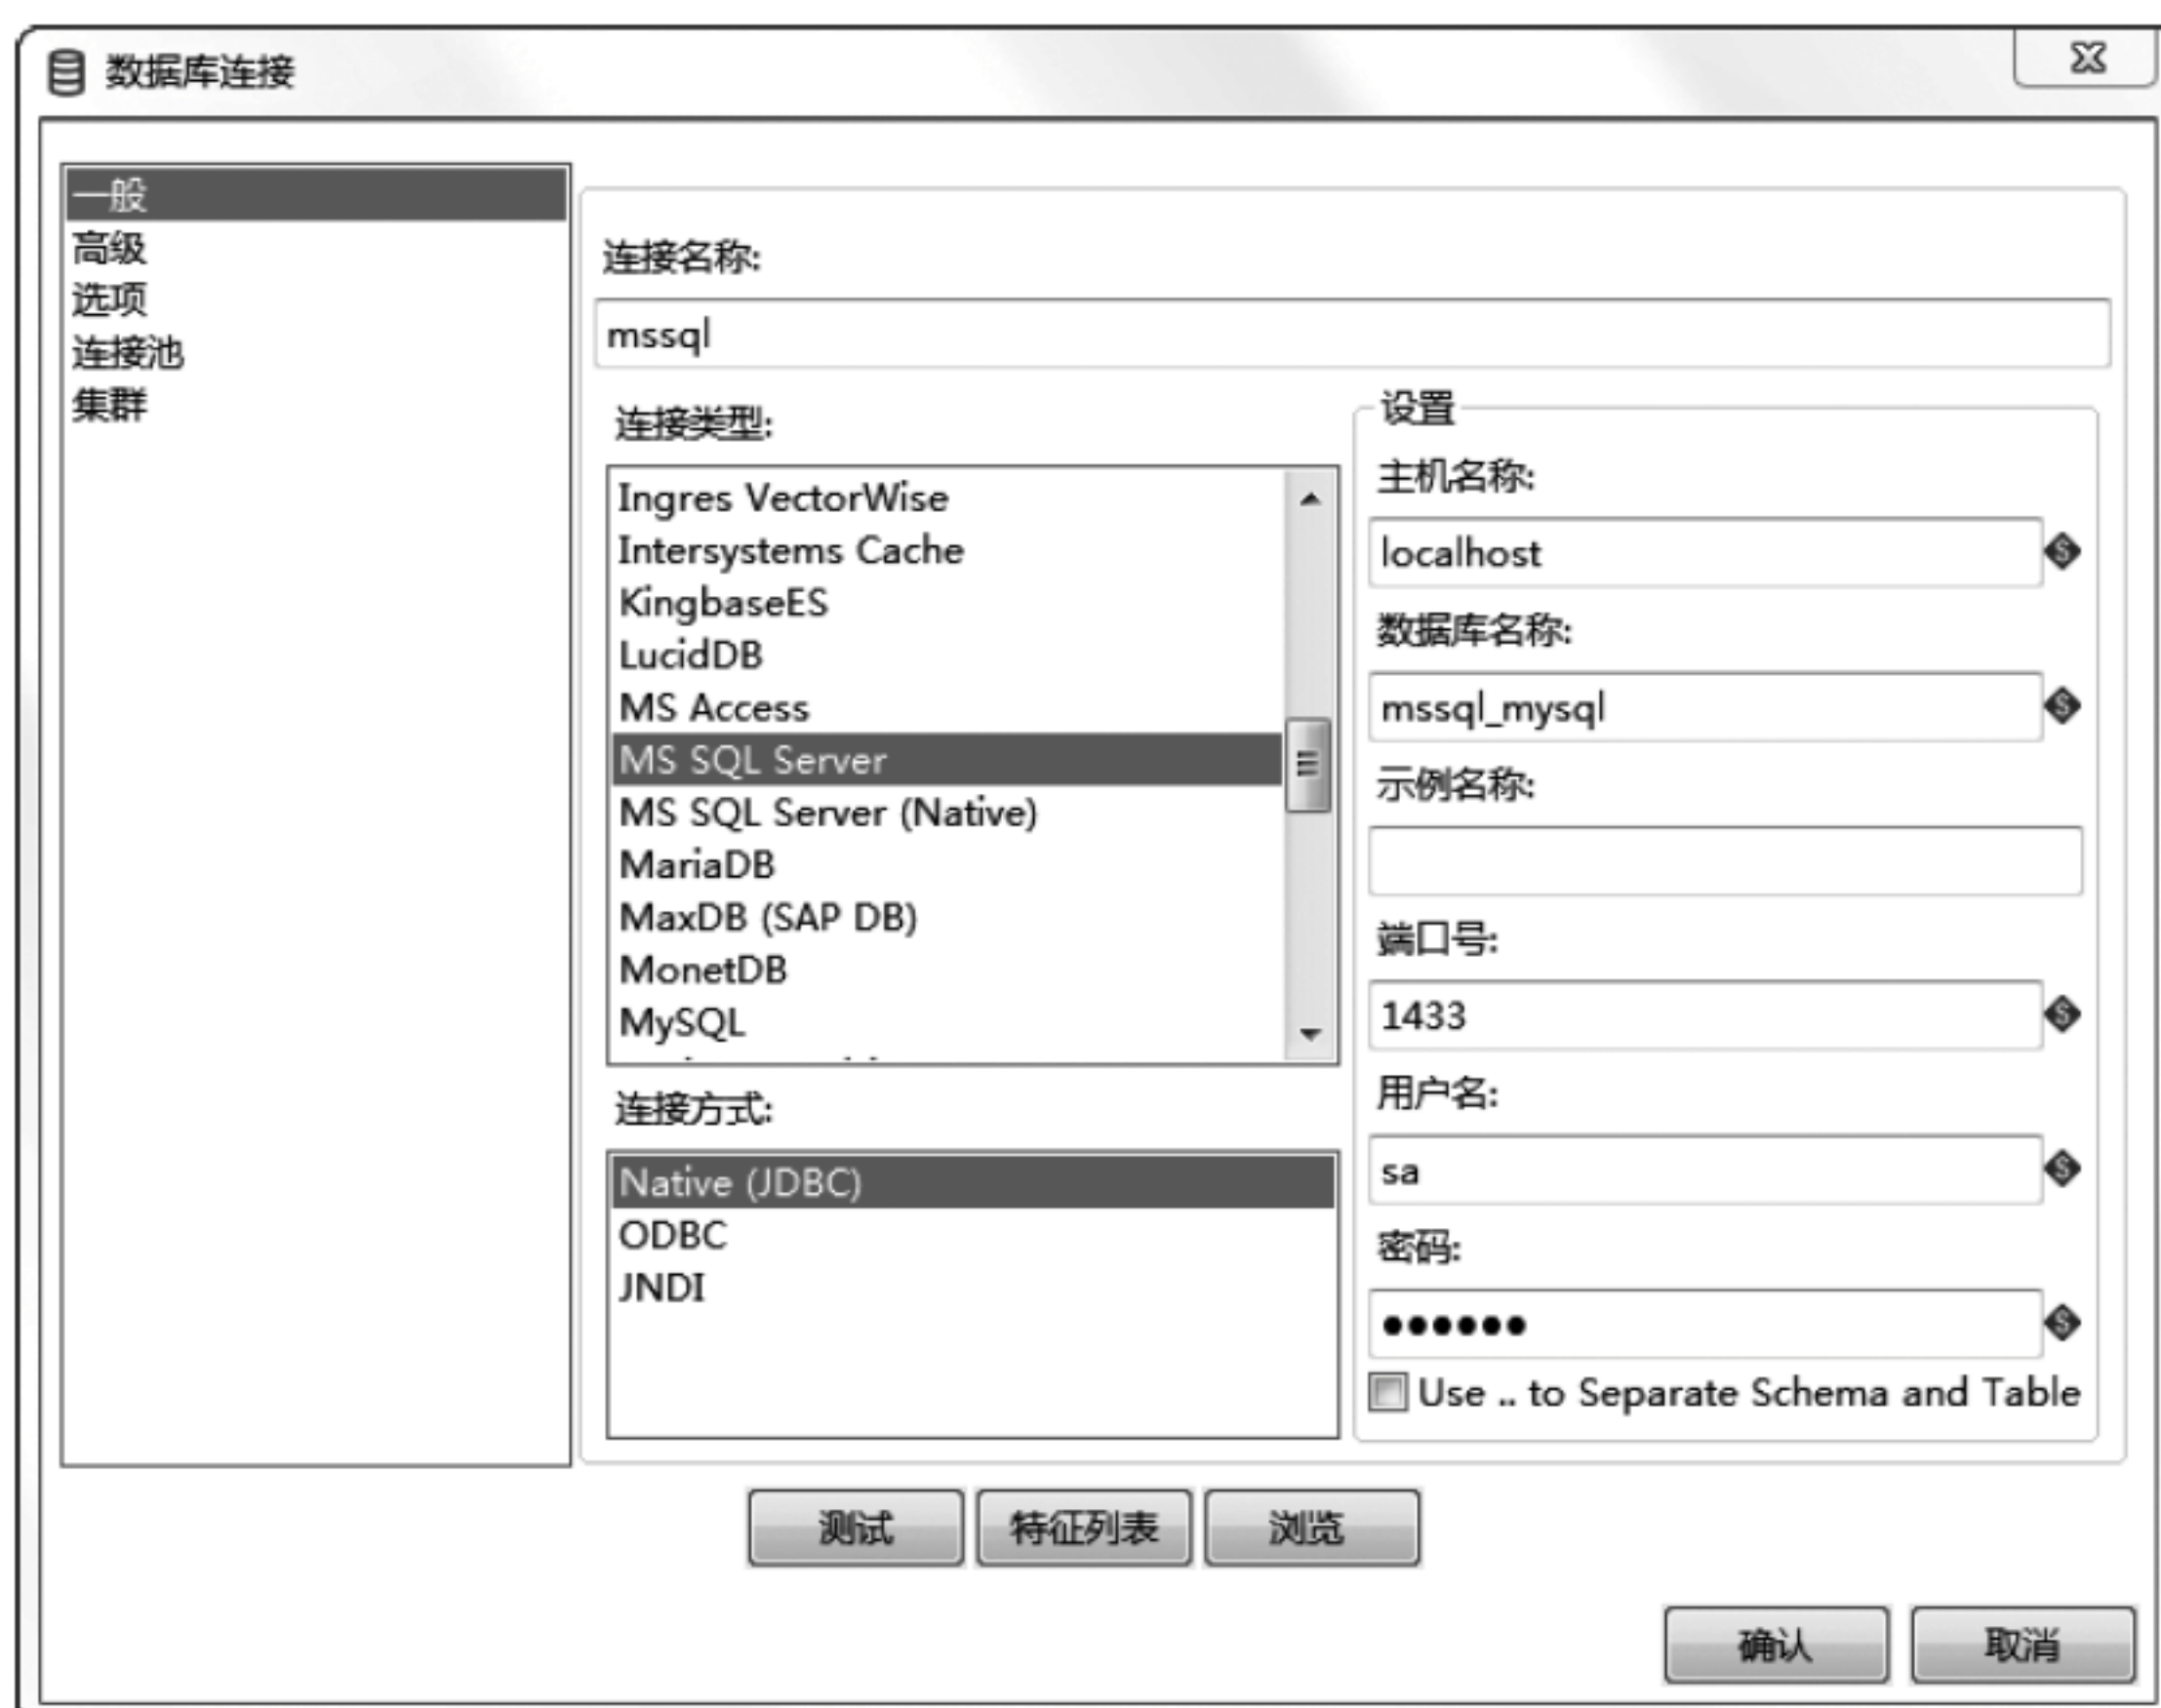 数据库连接
一般
高级
选项
连接池
集群
连接名称:
mssql
连接类型:
Ingres VectorWise
Intersystems Cache
KingbaseES
LucidDB
MS Access
MS SQL Server
MS SQL Server (Native)
MariaDB
MaxDB (SAP DB)
MonetDB
MySQL
连接方式:
Native (JDBC)
ODBC
JNDI
设置
主机名称:
localhost
数据库名称:
mssql_mysql
示例名称:
端口号:
1433
用户名:
sa
密码:
●●●●●●
Use .. to Separate Schema and Table
测试
特征列表
浏览
确认
取消